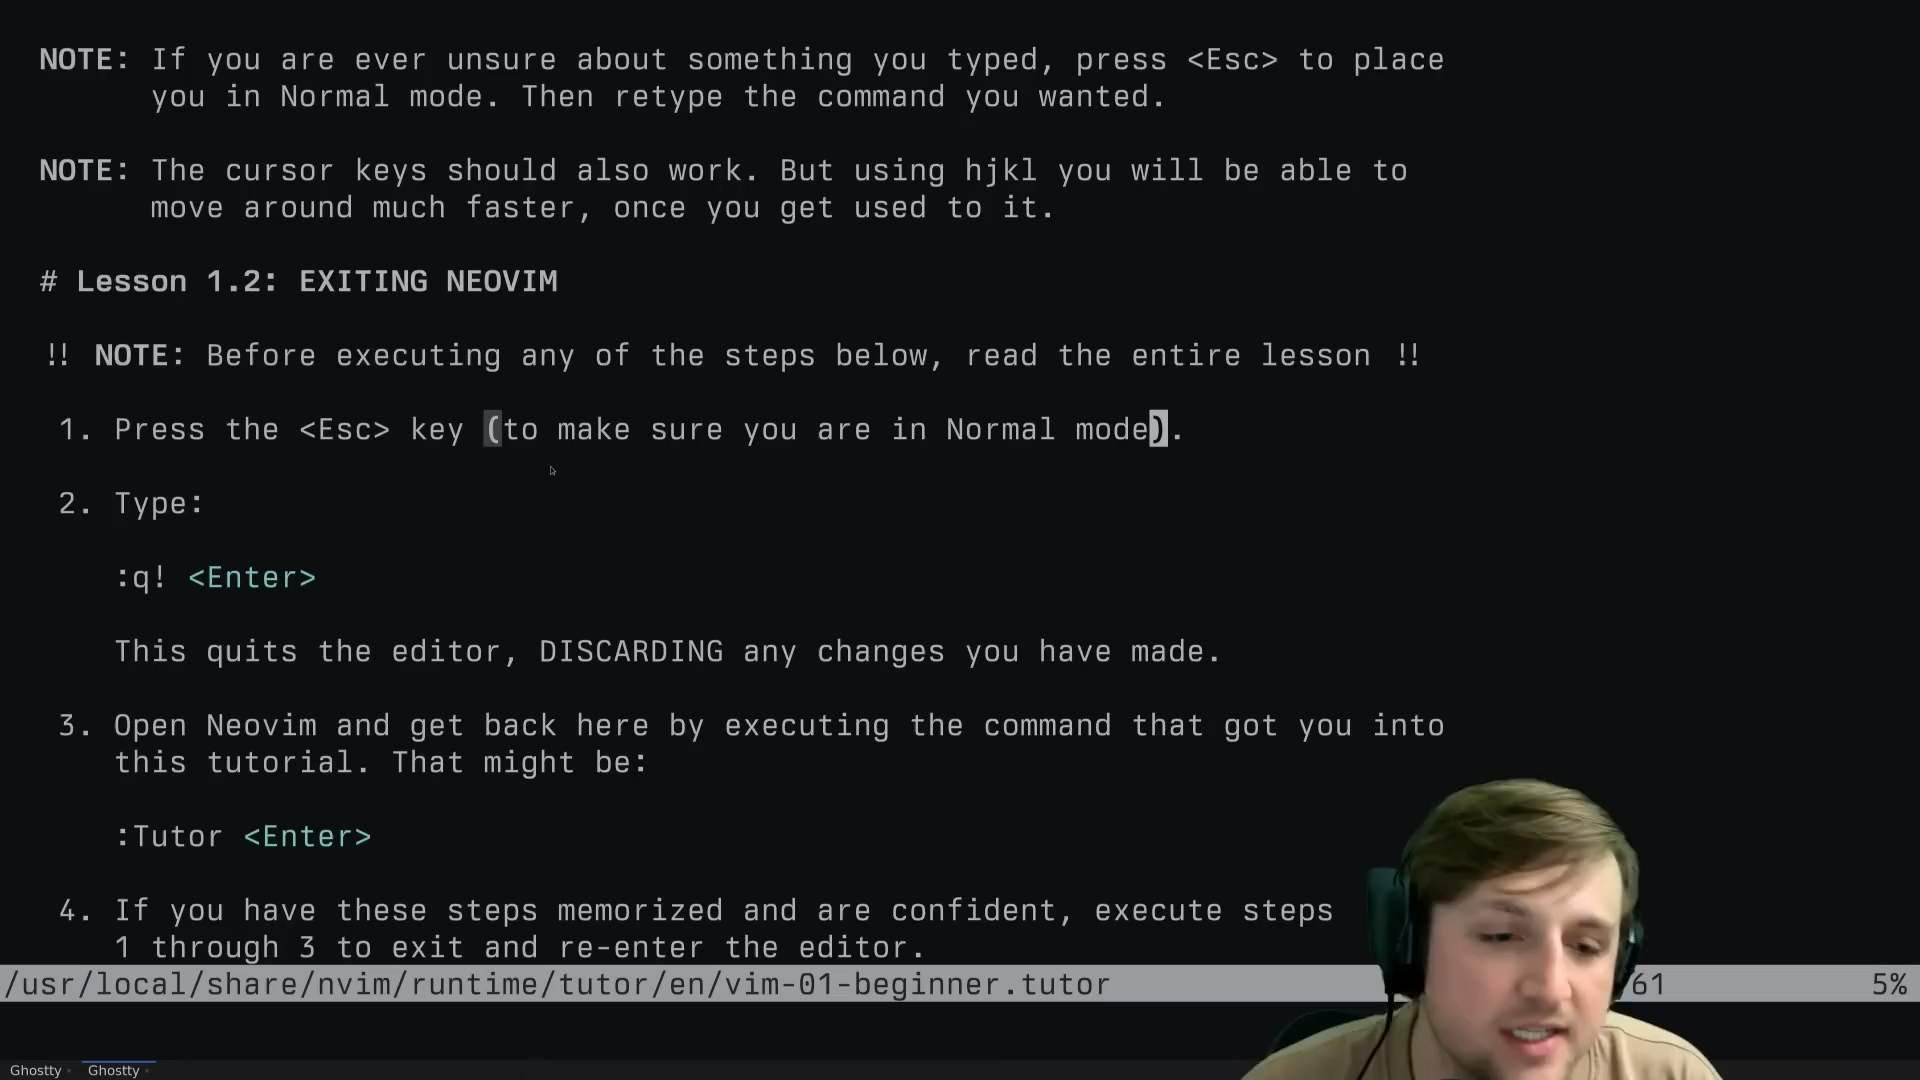 NOTE: If you are ever unsure about something you typed, press <Esc> to place
you in Normal mode. Then retype the command you wanted.
NOTE: The cursor keys should also work. But using hjkl you will be able to
move around much faster, once you get used to it.
# Lesson 1.2: EXITING NEOVIM
!! NOTE: Before executing any of the steps below, read the entire lesson !!
1. Press the <Esc> key (to make sure you are in Normal mode).
2. Type:
:q! <Enter>
This quits the editor, DISCARDING any changes you have made.
3. Open Neovim and get back here by executing the command that got you into
this tutorial. That might be:
:Tutor <Enter>
4. If you have these steps memorized and are confident, execute steps
1 through 3 to exit and re-enter the editor.
/usr/local/share/nvim/runtime/tutor/en/vim-01-beginner.tutor 61 5%
Ghostty Ghostty